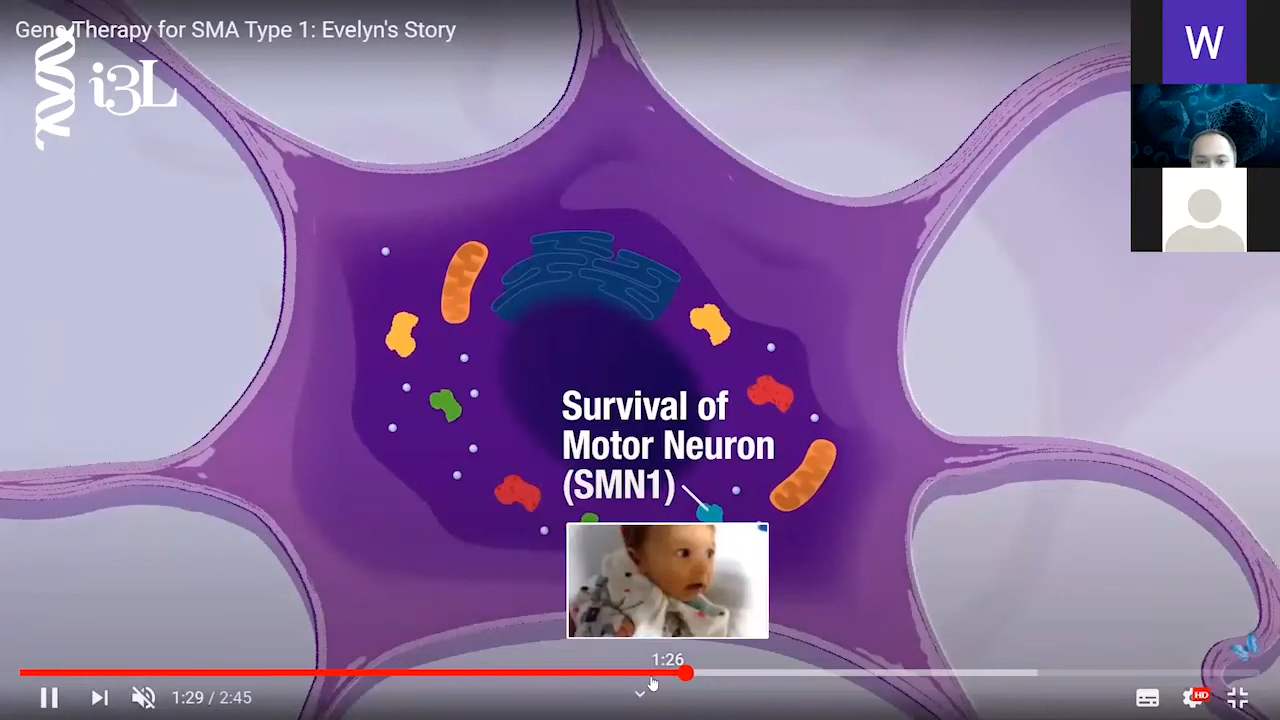 Gene Therapy for SMA Type 1: Evelyn's Story
i3L
W
Survival of
Motor Neuron
(SMN1)
1:26
1:29 / 2:45
HD